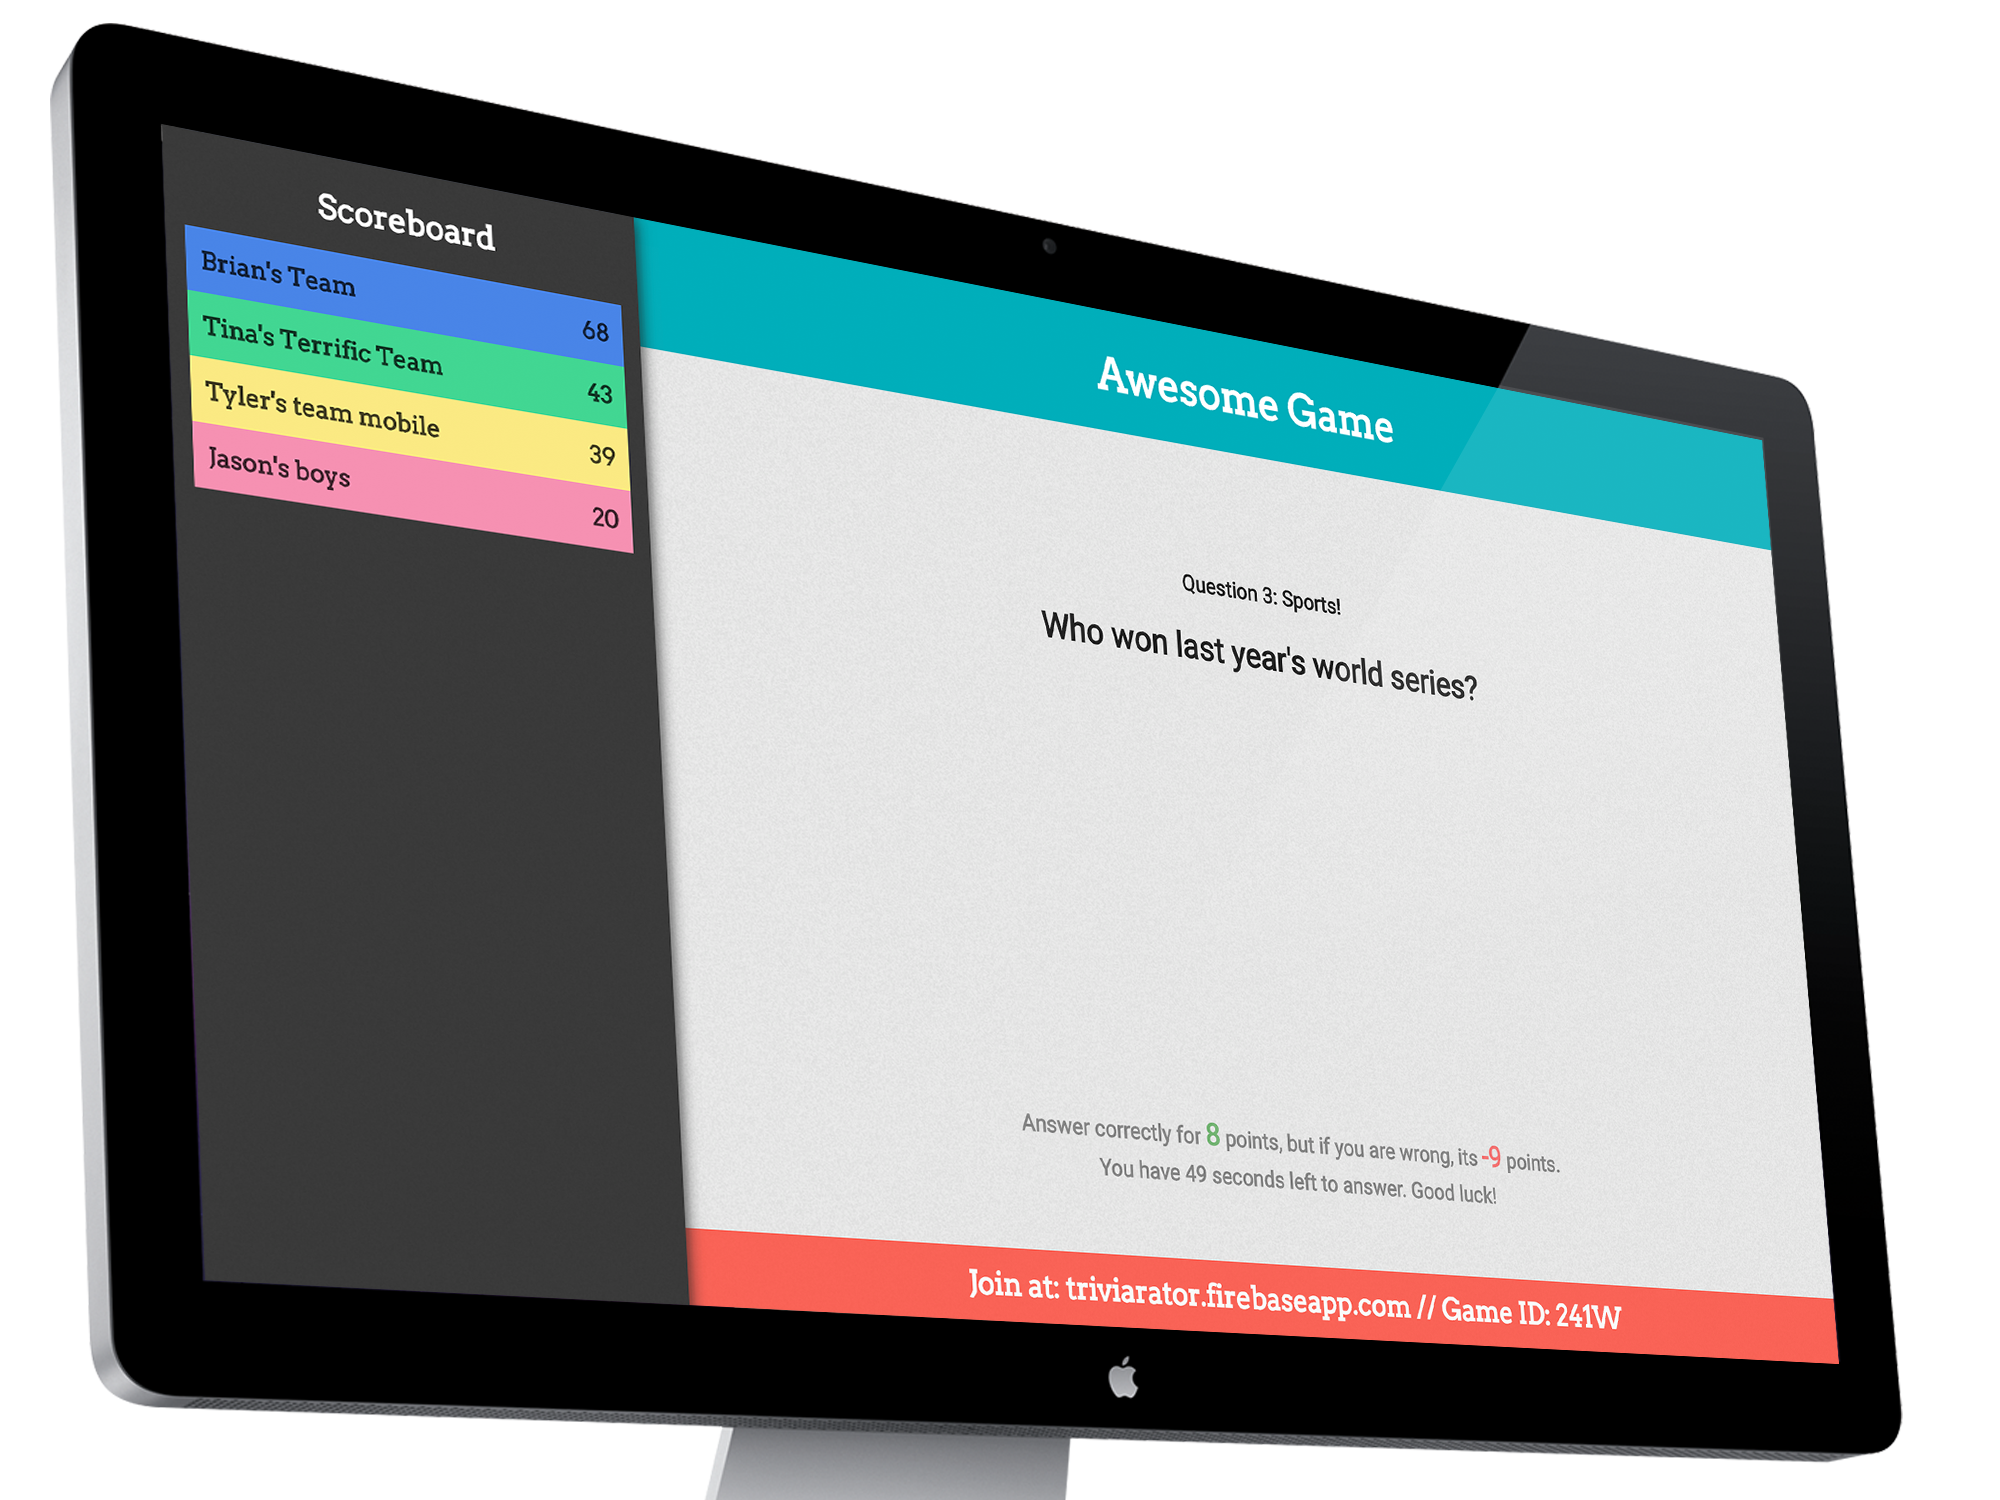 Scoreboard
Brian's Team 68
Tina's Terrific Team 43
Tyler's team mobile 39
Jason's boys 20
Awesome Game
Question 3: Sports!
Who won last year's world series?
Answer correctly for 8 points, but if you are wrong, its -9 points.
You have 49 seconds left to answer. Good luck!
Join at: triviarator.firebaseapp.com // Game ID: 241W